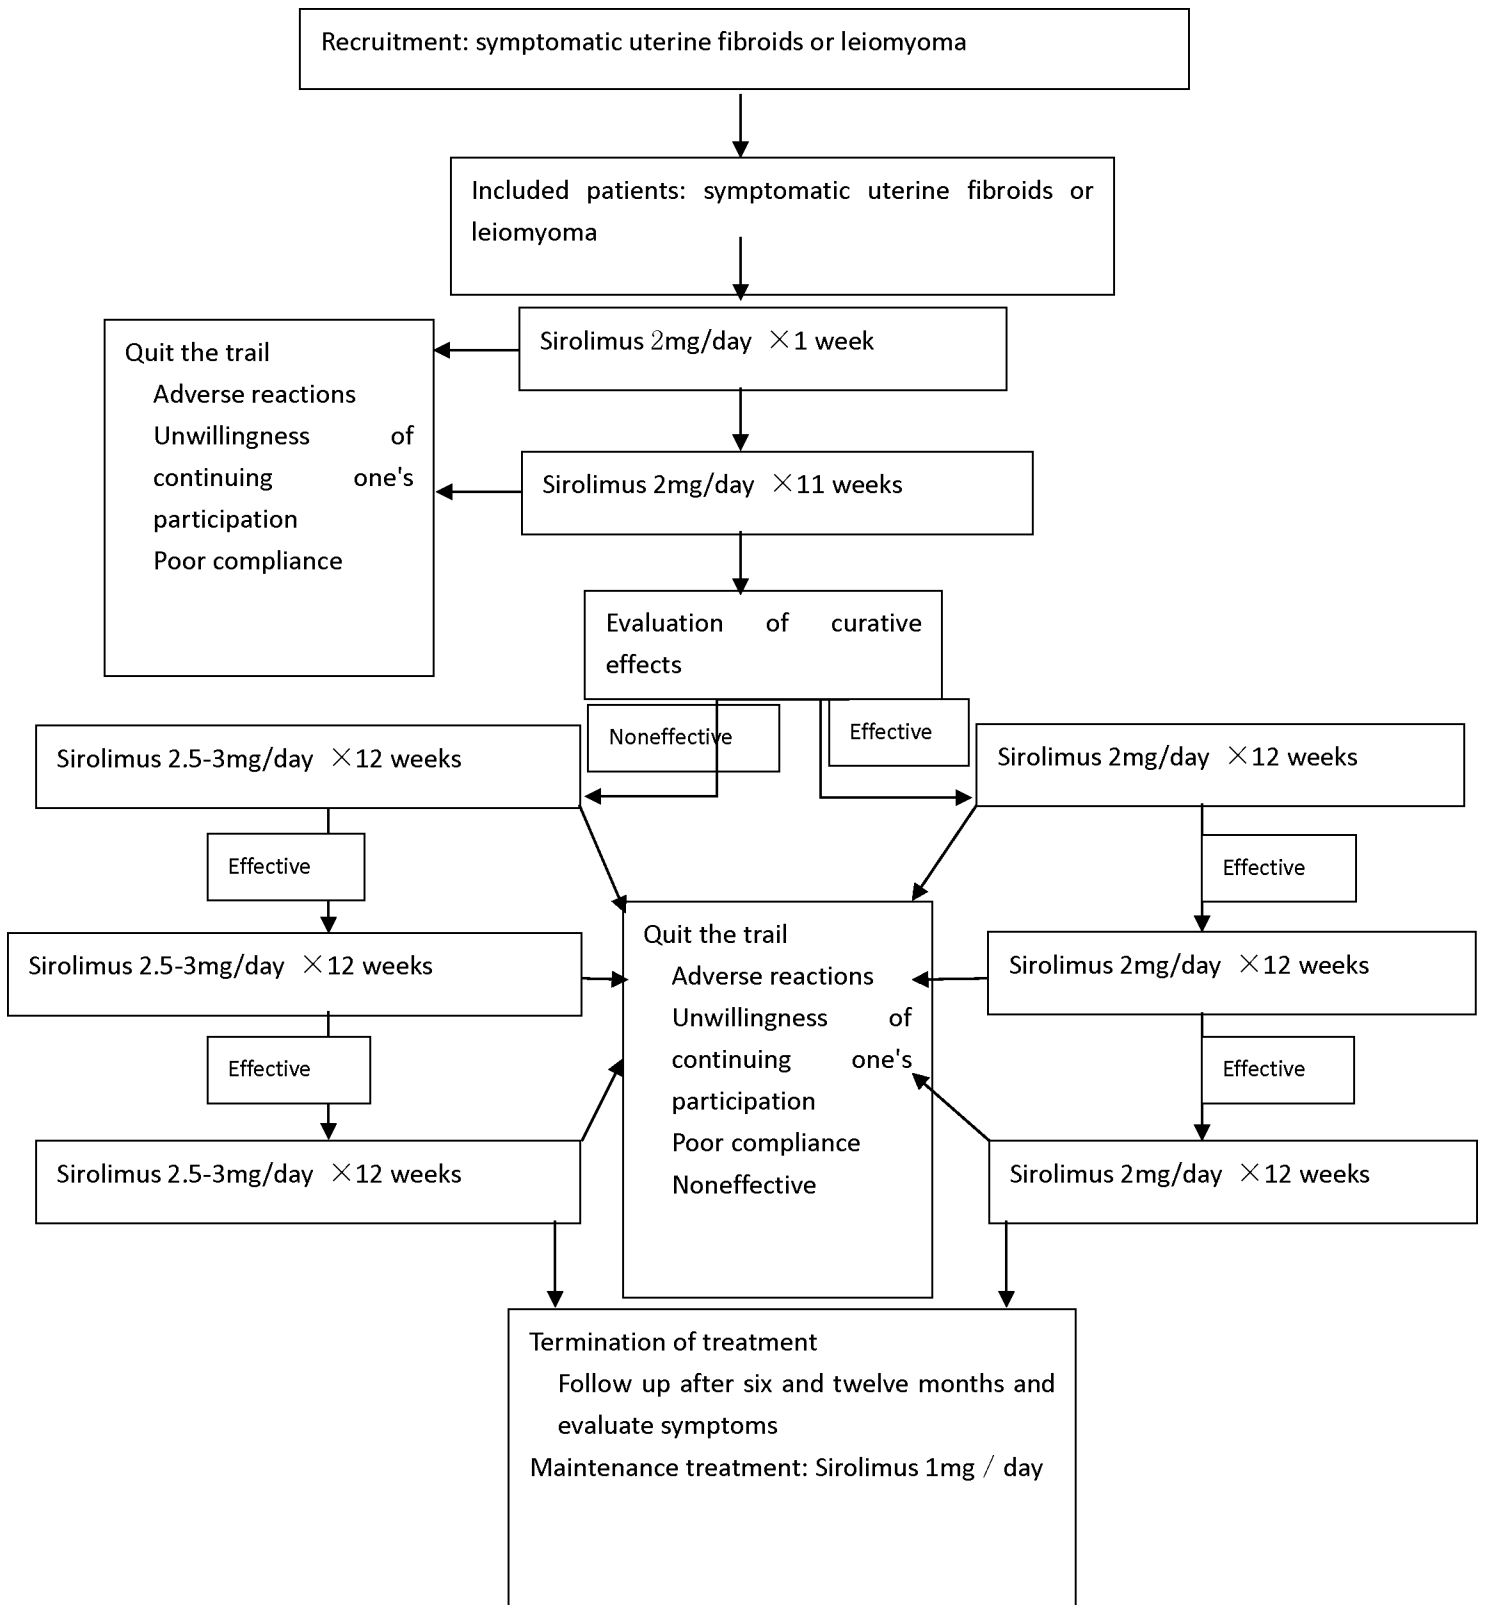 Recruitment: symptomatic uterine fibroids or leiomyoma
Included patients: symptomatic uterine fibroids or
leiomyoma
Sirolimus 2mg/day ×1 week
Quit the trail
Adverse reactions
Unwillingness of
continuing one's
participation
Poor compliance
Sirolimus 2mg/day ×11 weeks
Evaluation of curative
effects
Noneffective
Effective
Sirolimus 2.5-3mg/day ×12 weeks
Sirolimus 2mg/day ×12 weeks
Effective
Effective
Sirolimus 2.5-3mg/day ×12 weeks
Quit the trail
Adverse reactions
Unwillingness of
continuing one's
participation
Poor compliance
Noneffective
Sirolimus 2mg/day ×12 weeks
Effective
Effective
Sirolimus 2.5-3mg/day ×12 weeks
Sirolimus 2mg/day ×12 weeks
Termination of treatment
Follow up after six and twelve months and
evaluate symptoms
Maintenance treatment: Sirolimus 1mg / day